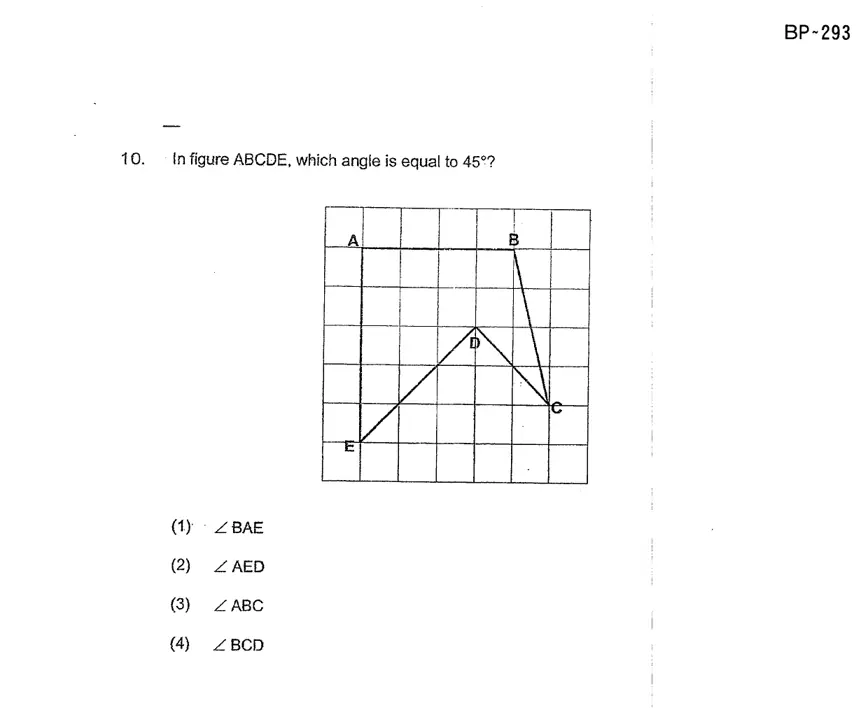 BP-293
10. In figure ABCDE, which angle is equal to 45°?
A B
D
C
E
(1) ∠BAE
(2) ∠AED
(3) ∠ABC
(4) ∠BCD